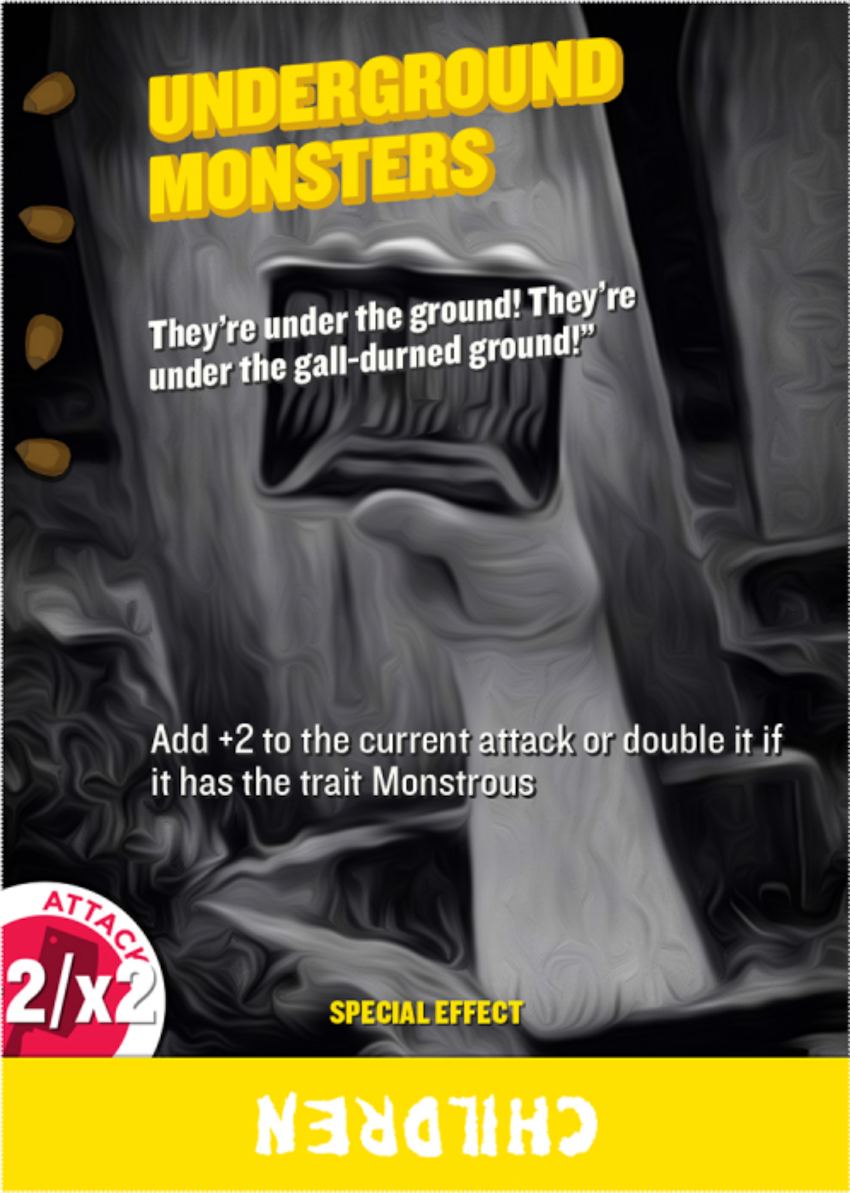 UNDERGROUND
MONSTERS
They're under the ground! They're
under the gall-durned ground!”
Add +2 to the current attack or double it if
it has the trait Monstrous
ATTACK
2/x2
SPECIAL EFFECT
CHILDREN